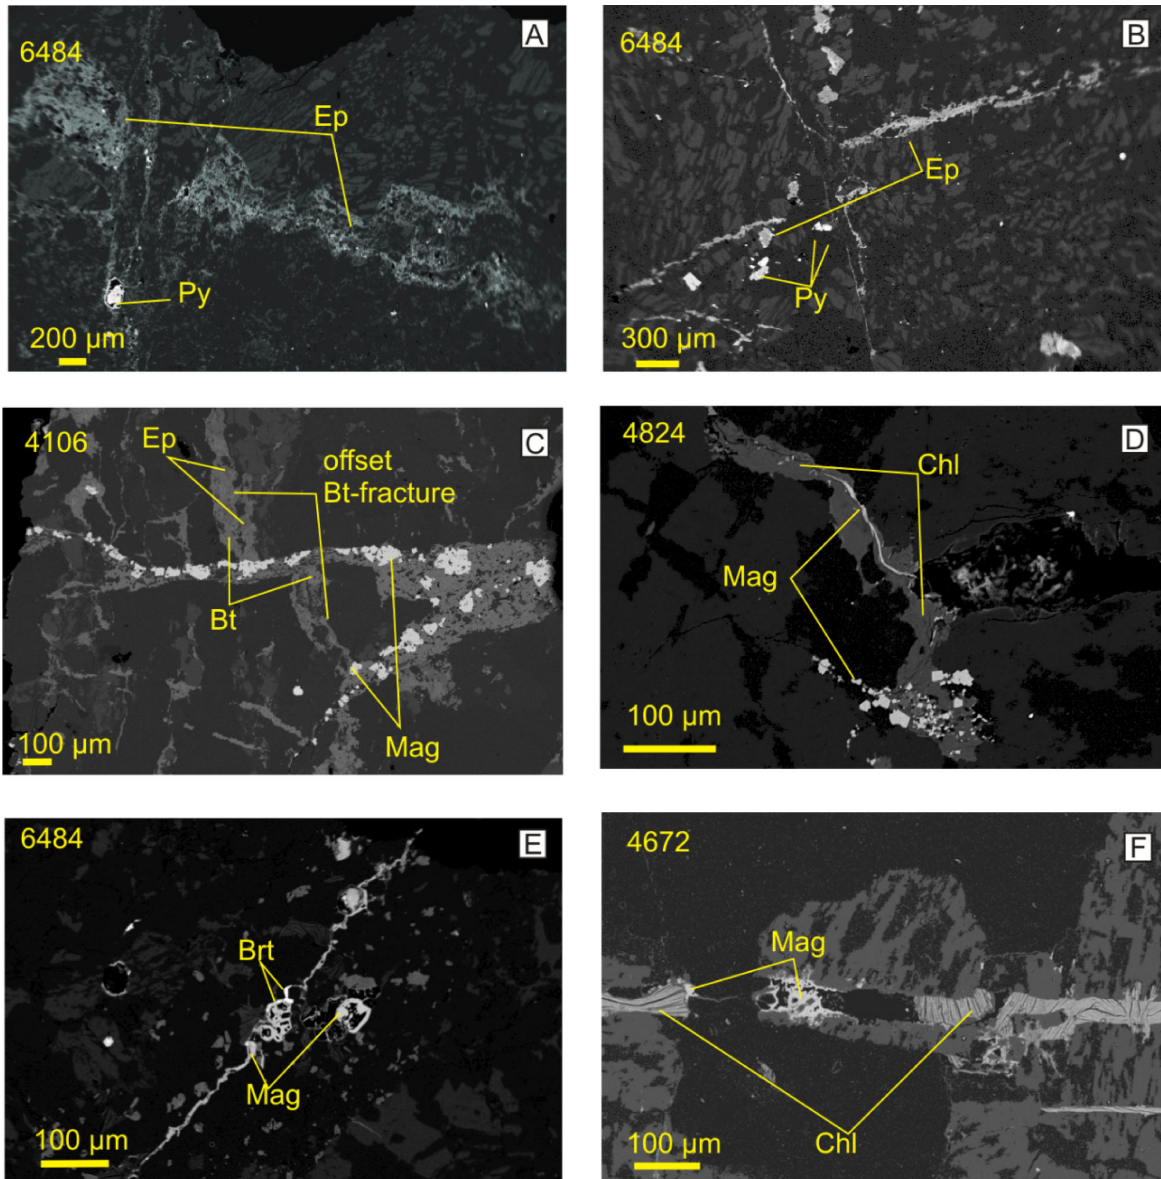 6484
A
Ep
Py
200 µm
6484
B
Ep
Py
300 µm
4106
C
Ep
offset
Bt-fracture
Bt
Mag
100 µm
4824
D
Chl
Mag
100 µm
6484
E
Brt
Mag
100 µm
4672
F
Mag
Chl
100 µm